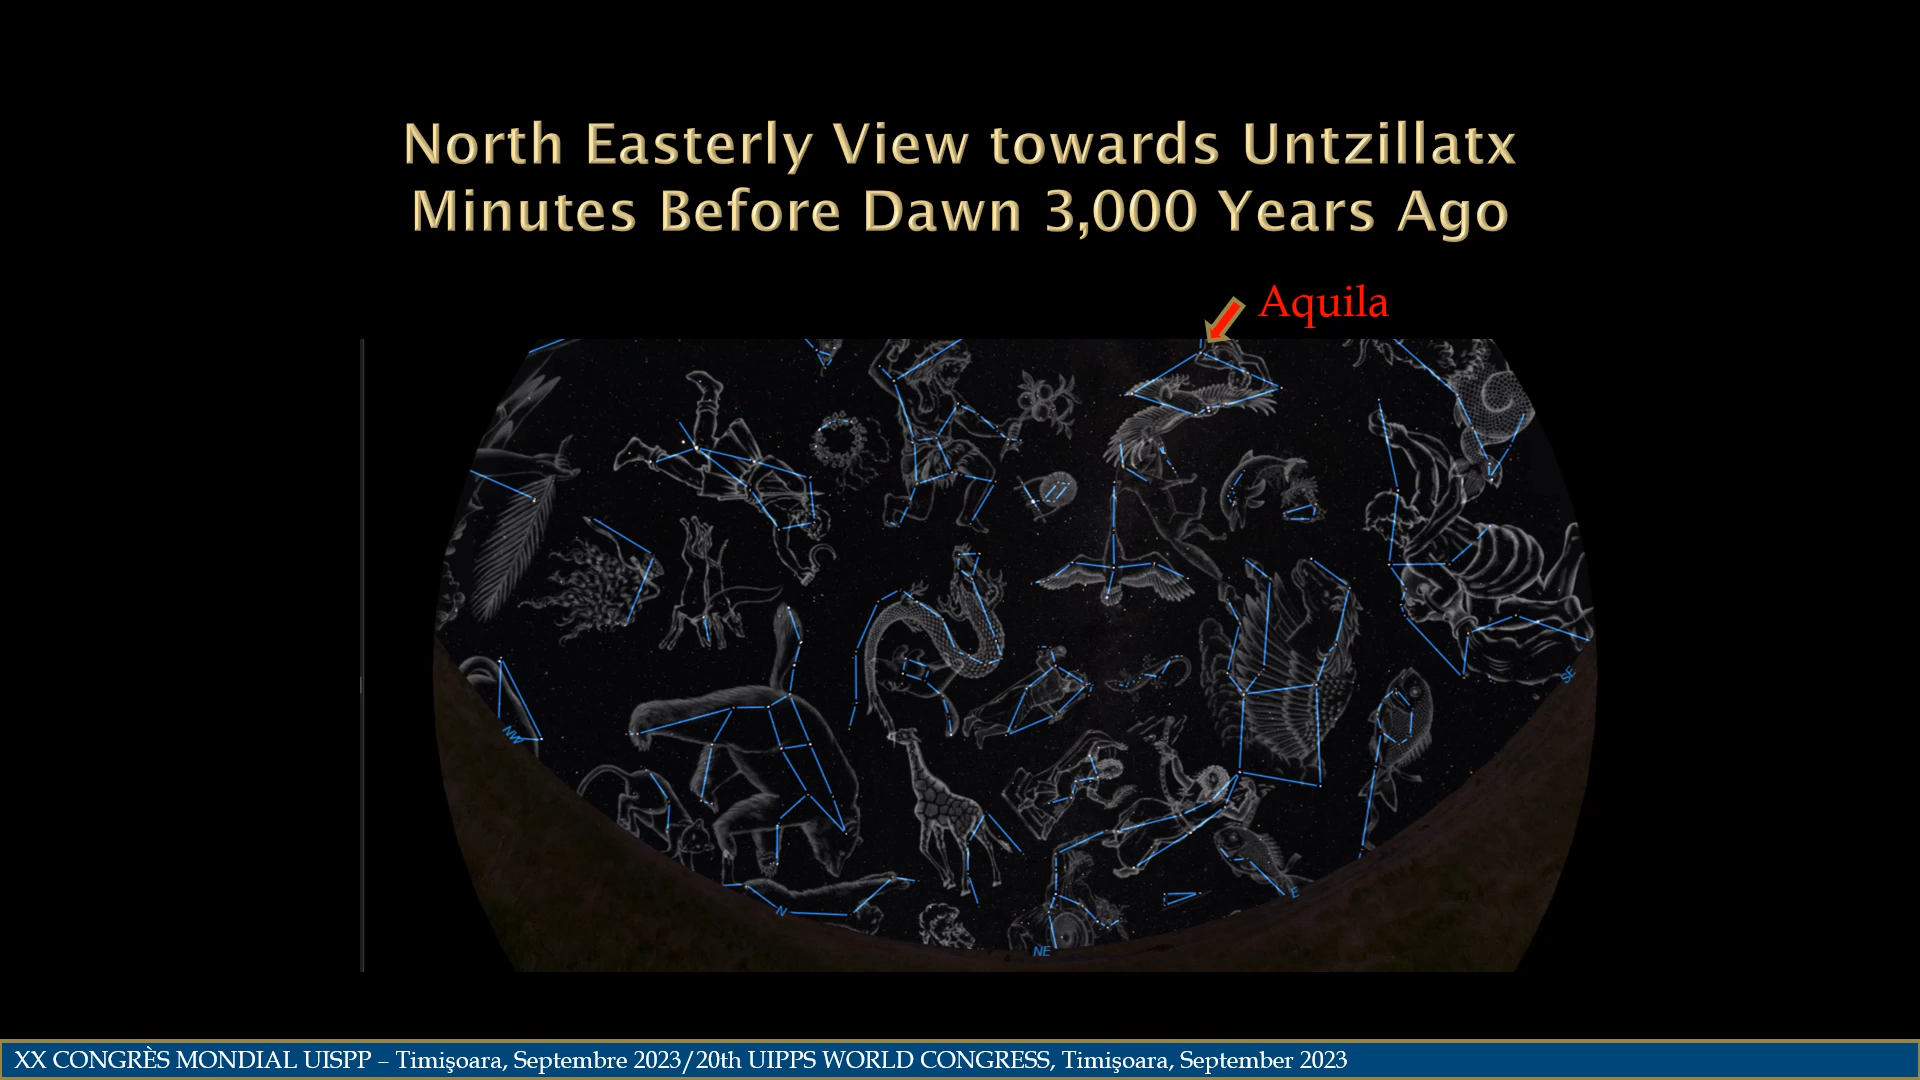 North Easterly View towards Untzillatx
Minutes Before Dawn 3,000 Years Ago
Aquila
SE
NW
E
N
NE
XX CONGRÈS MONDIAL UISPP – Timişoara, Septembre 2023/20th UIPPS WORLD CONGRESS, Timişoara, September 2023